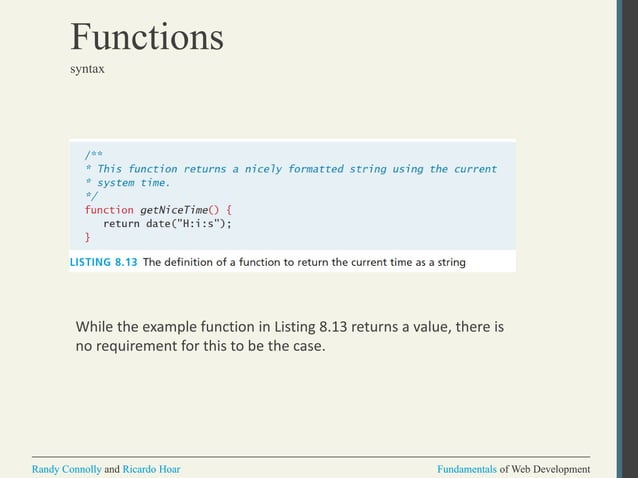 Functions
syntax
/**
* This function returns a nicely formatted string using the current
* system time.
*/
function getNiceTime() {
return date("H:i:s");
}
LISTING 8.13 The definition of a function to return the current time as a string
While the example function in Listing 8.13 returns a value, there is
no requirement for this to be the case.
Randy Connolly and Ricardo Hoar
Fundamentals of Web Development